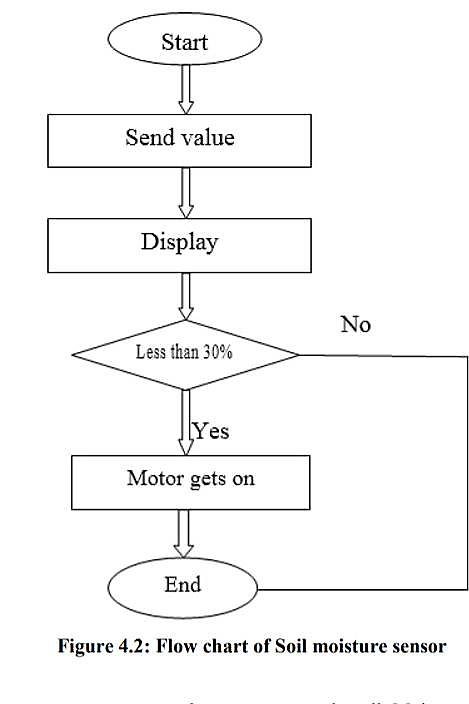 Start
Send value
Display
Less than 30%
No
Yes
Motor gets on
End
Figure 4.2: Flow chart of Soil moisture sensor